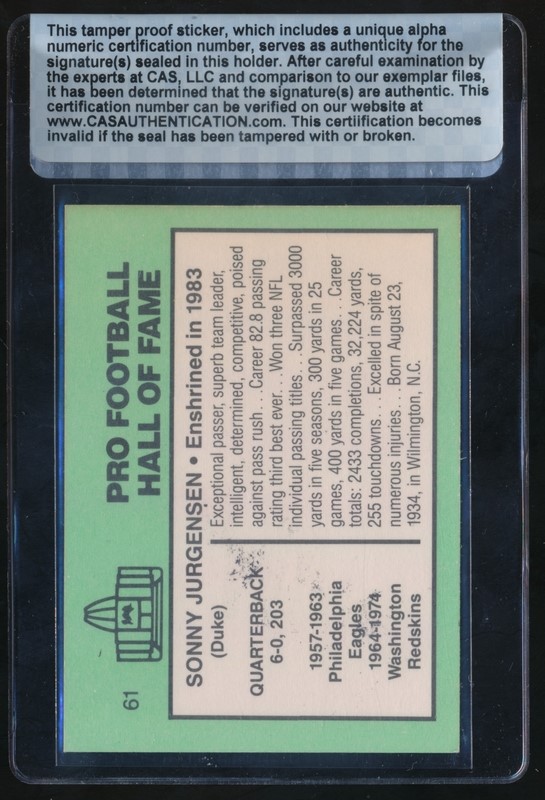 This tamper proof sticker, which includes a unique alpha
numeric certification number, serves as authenticity for the
signature(s) sealed in this holder. After careful examination by
the experts at CAS, LLC and comparison to our exemplar files,
it has been determined that the signature(s) are authentic. This
certification number can be verified on our website at
www.CASAUTHENTICATION.com. This certiification becomes
invalid if the seal has been tampered with or broken.
61
PRO FOOTBALL
HALL OF FAME
SONNY JURGENSEN • Enshrined in 1983
(Duke)
QUARTERBACK
6-0, 203
1957-1963
Philadelphia
Eagles
1964-1974
Washington
Redskins
Exceptional passer, superb team leader,
intelligent, determined, competitive, poised
against pass rush. . .Career 82.8 passing
rating third best ever. . .Won three NFL
individual passing titles. . .Surpassed 3000
yards in five seasons, 300 yards in 25
games, 400 yards in five games. . .Career
totals: 2433 completions, 32,224 yards,
255 touchdowns. . .Excelled in spite of
numerous injuries. . .Born August 23,
1934, in Wilmington, N.C.